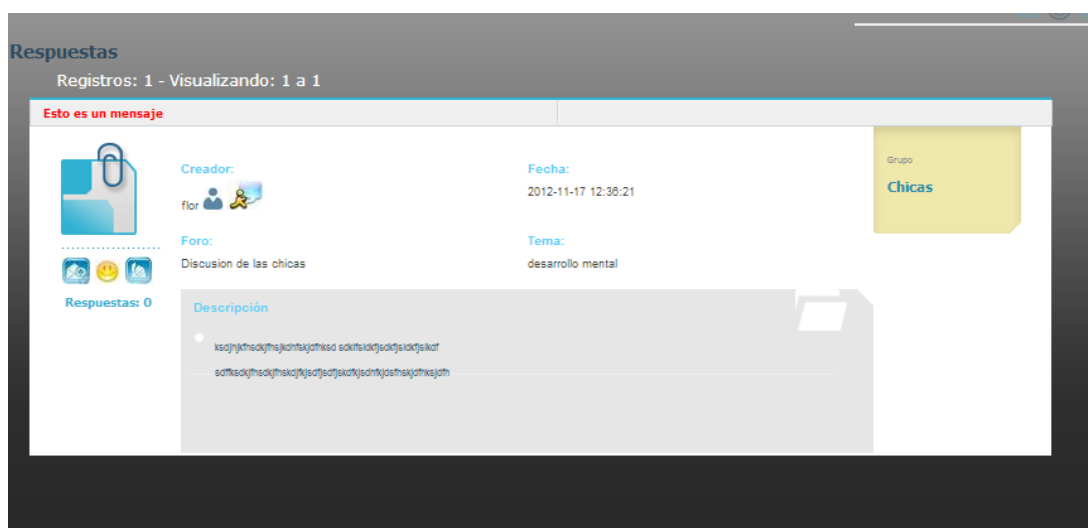 Respuestas
Registros: 1 - Visualizando: 1 a 1
Esto es un mensaje
Creador:
flor
Fecha:
2012-11-17 12:36:21
Grupo
Chicas
Foro:
Discusion de las chicas
Tema:
desarrollo mental
Respuestas: 0
Descripción